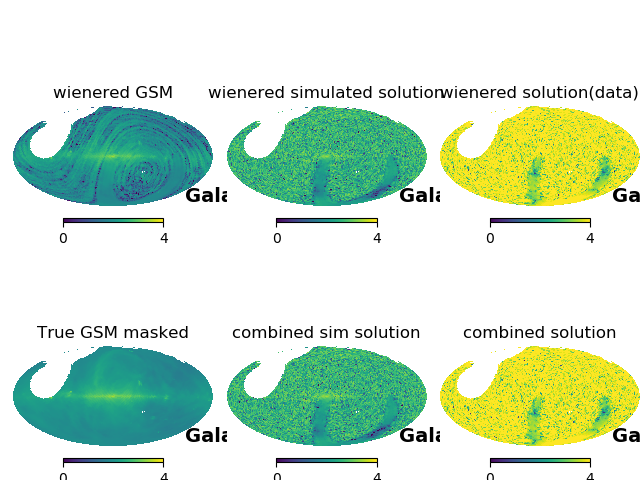 wienered GSM
wienered simulated solution
wienered solution(data)
Gala
Gala
Ga
0 4
0 4
0 4
True GSM masked
combined sim solution
combined solution
Gala
Gala
Ga
0 4
0 4
0 4